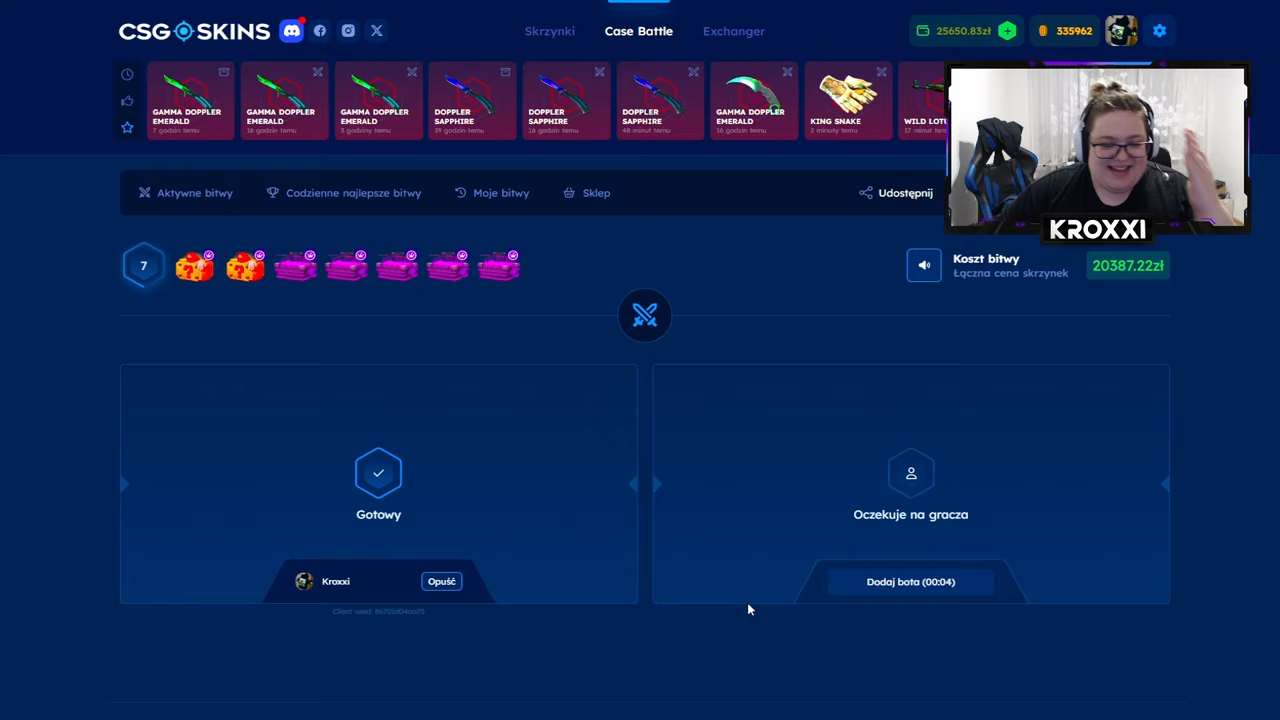 CSG SKINS
Skrzynki
Case Battle
Exchanger
25650.83zł
335962
GAMMA DOPPLER
EMERALD
7 godzin temu
GAMMA DOPPLER
EMERALD
16 godzin temu
GAMMA DOPPLER
EMERALD
3 godziny temu
DOPPLER
SAPPHIRE
19 godzin temu
DOPPLER
SAPPHIRE
16 godzin temu
DOPPLER
SAPPHIRE
48 minut temu
GAMMA DOPPLER
EMERALD
16 godzin temu
KING SNAKE
2 minuty temu
WILD LOTU
17 minut tem
KROXXI
Aktywne bitwy
Codzienne najlepsze bitwy
Moje bitwy
Sklep
Udostępnij
7
Koszt bitwy
Łączna cena skrzynek
20387.22zł
Gotowy
Kroxxi
Opuść
Oczekuje na gracza
Dodaj bota (00:04)